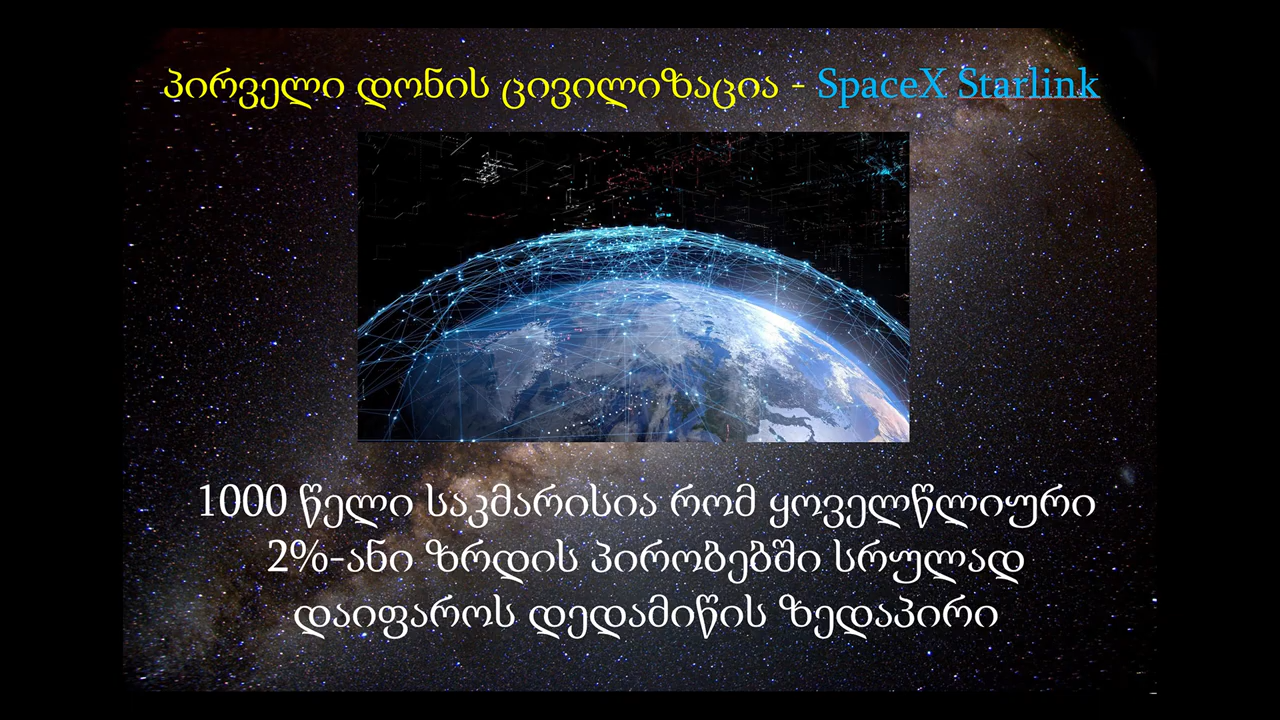 პირველი დონის ცივილიზაცია - SpaceX Starlink
1000 წელი საკმარისია რომ ყოველწლიური
2%-ანი ზრდის პირობებში სრულად
დაიფაროს დედამიწის ზედაპირი